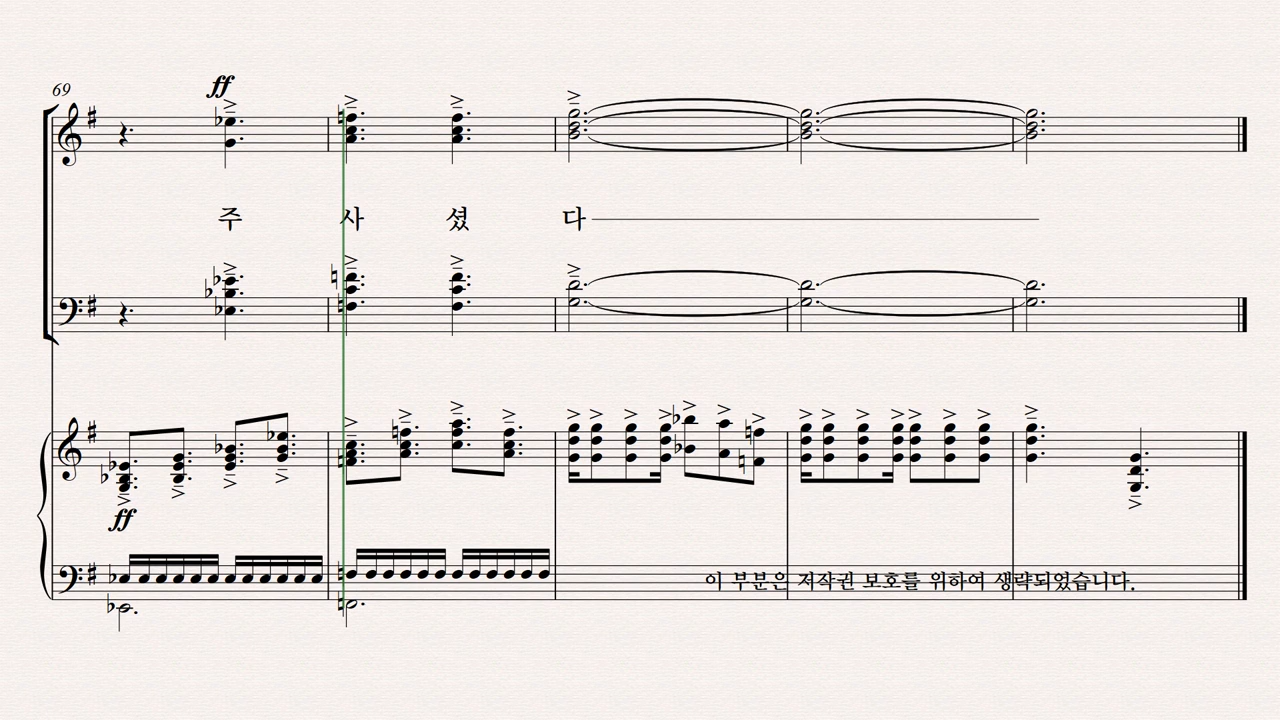 69
ff
주 사 셨 다
ff
이 부분은 저작권 보호를 위하여 생략되었습니다.